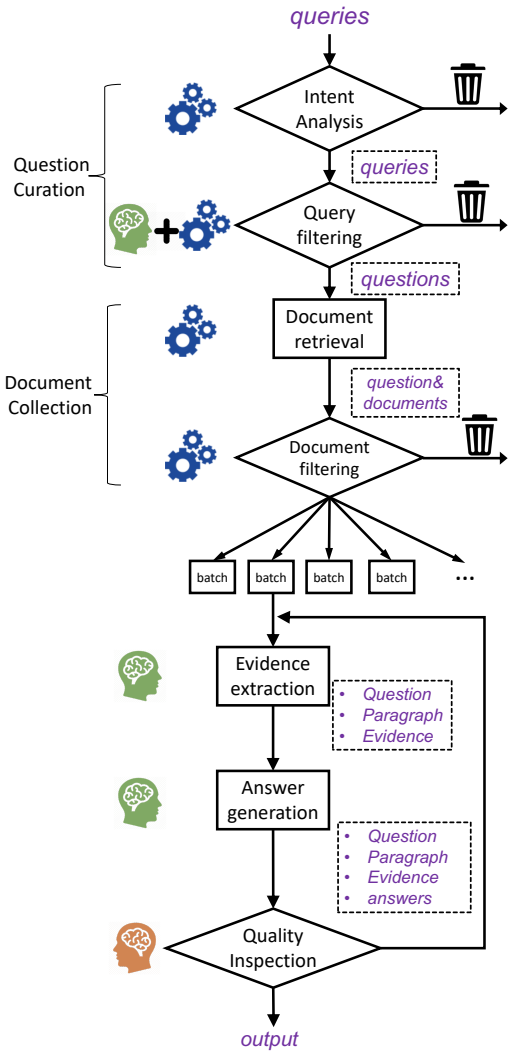 queries
Intent
Analysis
queries
Question
Curation
Query
filtering
questions
Document
retrieval
Document
Collection
question&
documents
Document
filtering
batch
batch
batch
batch
...
Evidence
extraction
• Question
• Paragraph
• Evidence
Answer
generation
• Question
• Paragraph
• Evidence
• answers
Quality
Inspection
output